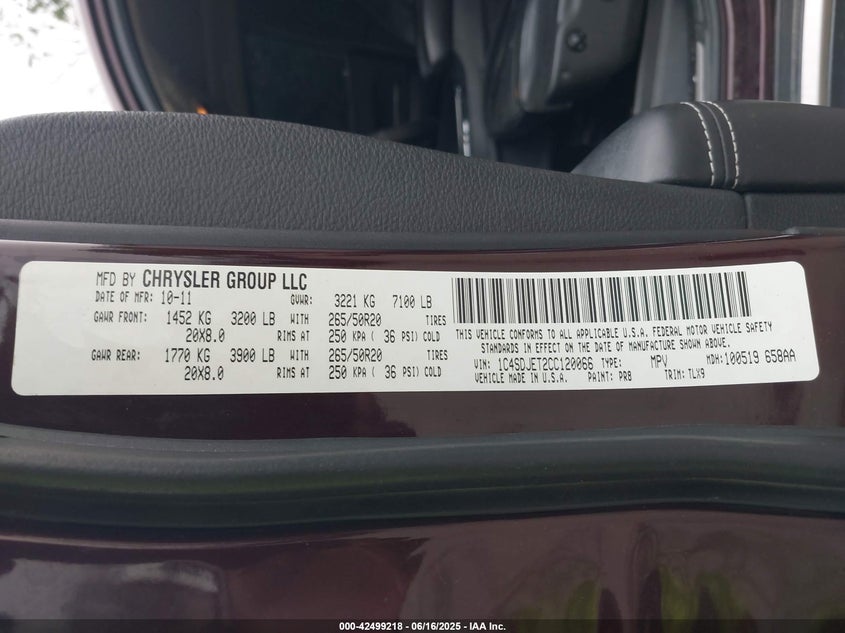 MFD BY CHRYSLER GROUP LLC
DATE OF MFR: 10-11 GVWR: 3221 KG 7100 LB
GAWR FRONT: 1452 KG 3200 LB WITH 265/50R20 TIRES
20X8.0 RIMS AT 250 KPA ( 36 PSI) COLD
GAWR REAR: 1770 KG 3900 LB WITH 265/50R20 TIRES
20X8.0 RIMS AT 250 KPA ( 36 PSI) COLD
THIS VEHICLE CONFORMS TO ALL APPLICABLE U.S.A. FEDERAL MOTOR VEHICLE SAFETY
STANDARDS IN EFFECT ON THE DATE OF MANUFACTURE SHOWN ABOVE.
VIN: 1C4SDJET2CC120066 TYPE: MPV MDH: 100519 658AA
VEHICLE MADE IN U.S.A. PAINT: PRB TRIM: TLX9
000-42499218 - 06/16/2025 - IAA Inc.